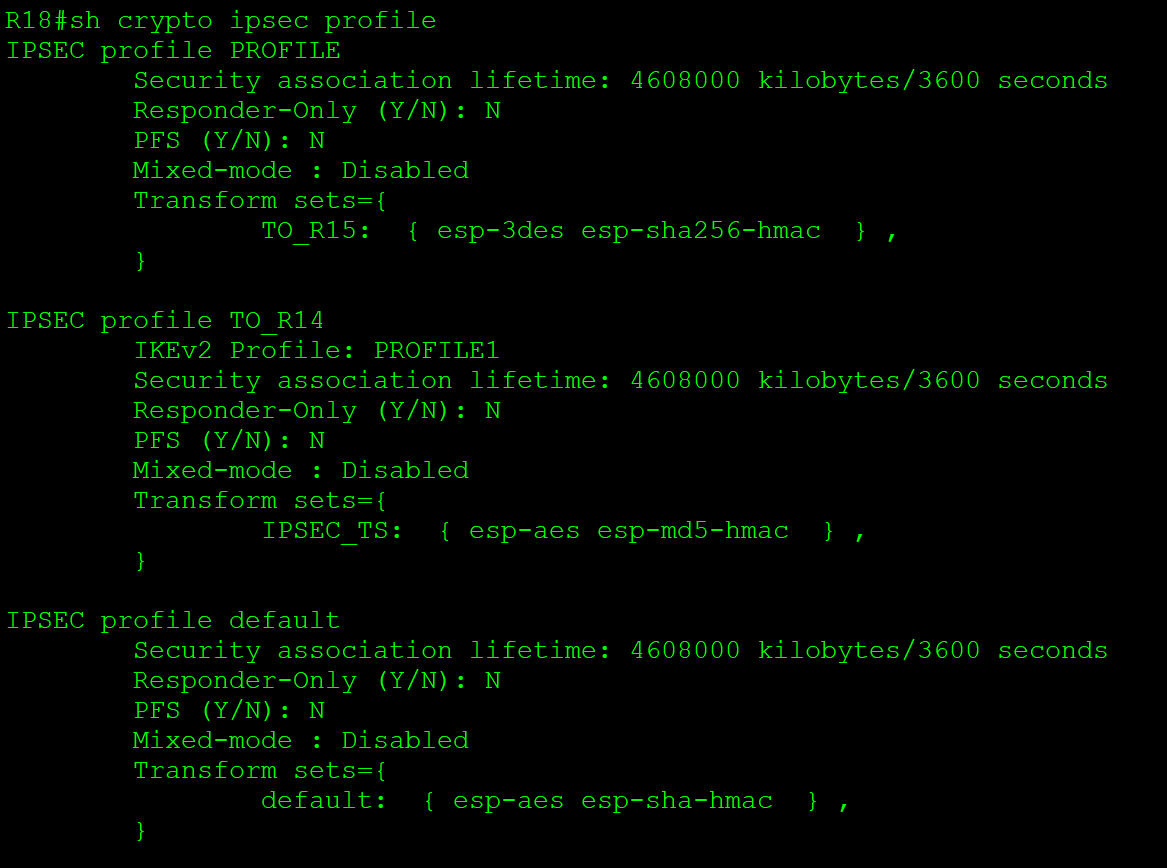 R18#sh crypto ipsec profile
IPSEC profile PROFILE
        Security association lifetime: 4608000 kilobytes/3600 seconds
        Responder-Only (Y/N): N
        PFS (Y/N): N
        Mixed-mode : Disabled
        Transform sets={
                TO_R15:  { esp-3des esp-sha256-hmac  } ,
        }

IPSEC profile TO_R14
        IKEv2 Profile: PROFILE1
        Security association lifetime: 4608000 kilobytes/3600 seconds
        Responder-Only (Y/N): N
        PFS (Y/N): N
        Mixed-mode : Disabled
        Transform sets={
                IPSEC_TS:  { esp-aes esp-md5-hmac  } ,
        }

IPSEC profile default
        Security association lifetime: 4608000 kilobytes/3600 seconds
        Responder-Only (Y/N): N
        PFS (Y/N): N
        Mixed-mode : Disabled
        Transform sets={
                default:  { esp-aes esp-sha-hmac  } ,
        }